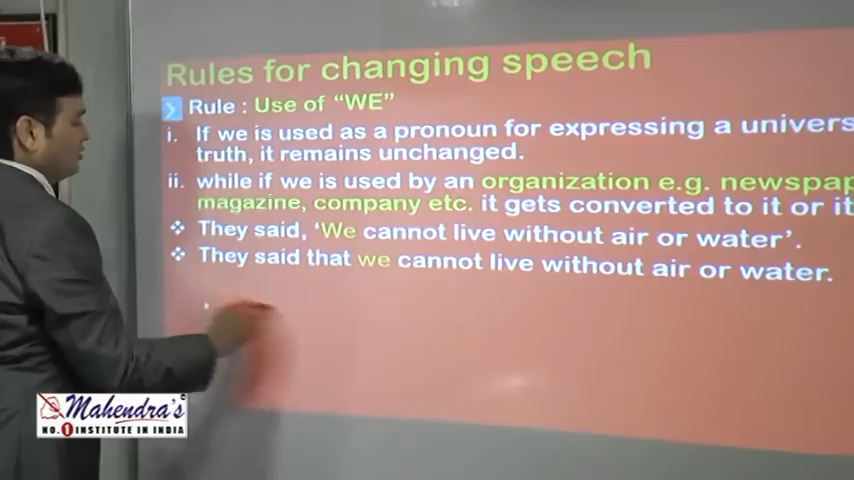 Rules for changing speech
Rule : Use of “WE”
i. If we is used as a pronoun for expressing a univers
truth, it remains unchanged.
ii. while if we is used by an organization e.g. newspap
magazine, company etc. it gets converted to it or it
They said, ‘We cannot live without air or water’.
They said that we cannot live without air or water.
Mahendra's
NO. 1 INSTITUTE IN INDIA